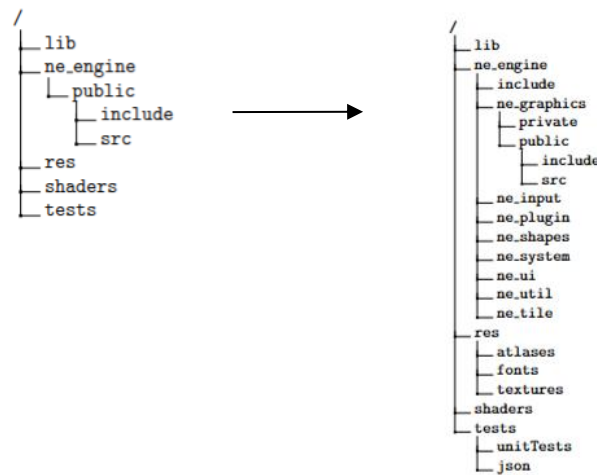 /
lib
ne_engine
public
include
src
res
shaders
tests
/
lib
ne_engine
include
ne_graphics
private
public
include
src
ne_input
ne_plugin
ne_shapes
ne_system
ne_ui
ne_util
ne_tile
res
atlases
fonts
textures
shaders
tests
unitTests
json